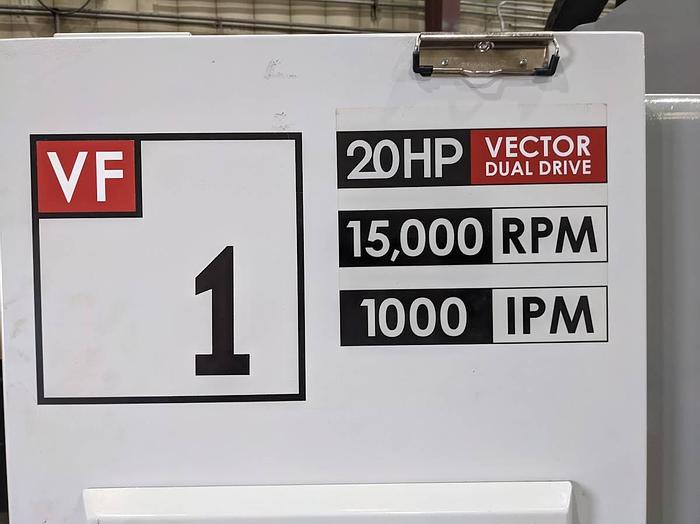 VF
1
20HP VECTOR
DUAL DRIVE
15,000 RPM
1000 IPM